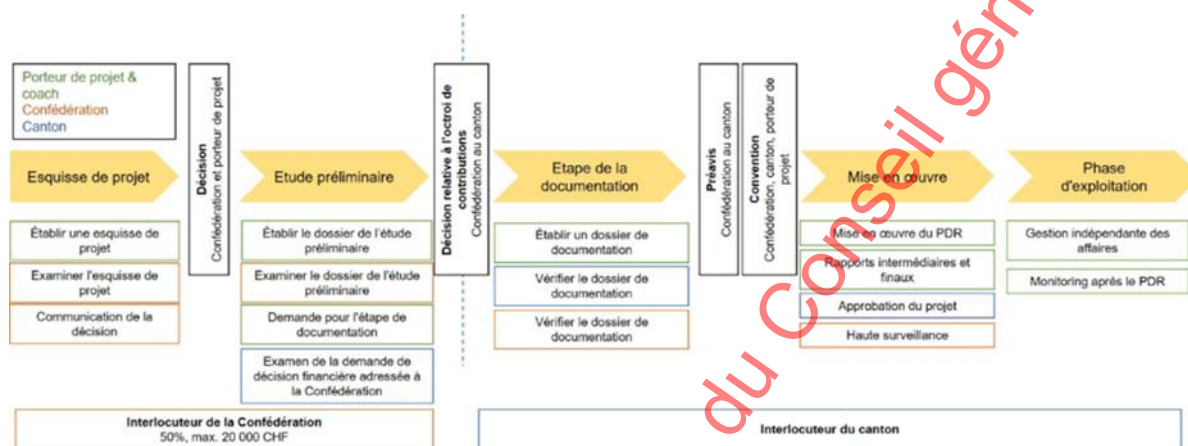 Porteur de projet &
coach
Confédération
Canton
Esquisse de projet
Établir une esquisse de
projet
Examiner l'esquisse de
projet
Communication de la
décision
Décision
Confédération et porteur de projet
Etude préliminaire
Établir le dossier de l'étude
préliminaire
Examiner le dossier de l'étude
préliminaire
Demande pour l'étape de
documentation
Examen de la demande de
décision financière adressée à
la Confédération
Interlocuteur de la Confédération
50%, max. 20 000 CHF
Décision relative à l'octroi de
contributions
Confédération au canton
Etape de la
documentation
Établir un dossier de
documentation
Vérifier le dossier de
documentation
Vérifier le dossier de
documentation
Préavis
Confédération au canton
Convention
Confédération, canton, porteur de
projet
Mise en œuvre
Mise en œuvre du PDR
Rapports intermédiaires et
finaux
Approbation du projet
Haute surveillance
Phase
d'exploitation
Gestion indépendante des
affaires
Monitoring après le PDR
Interlocuteur du canton
du Conseil gén